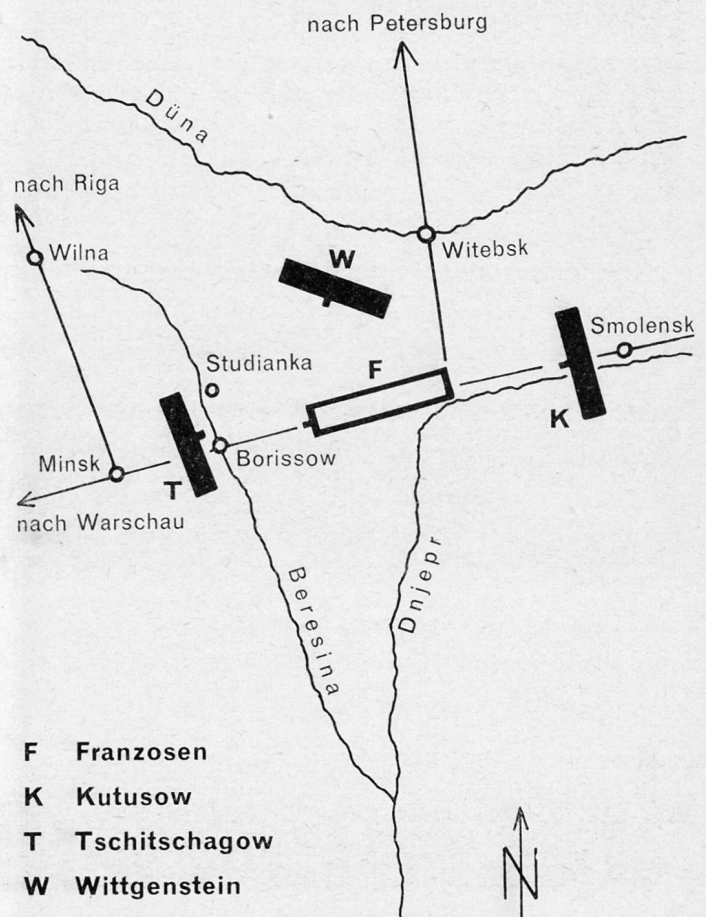 nach Petersburg
Düna
nach Riga
Wilna
W
Witebsk
Smolensk
Studianka
F
K
Minsk
T
Borissow
nach Warschau
Beresina
Dnjepr
F Franzosen
K Kutusow
T Tschitschagow
W Wittgenstein
N